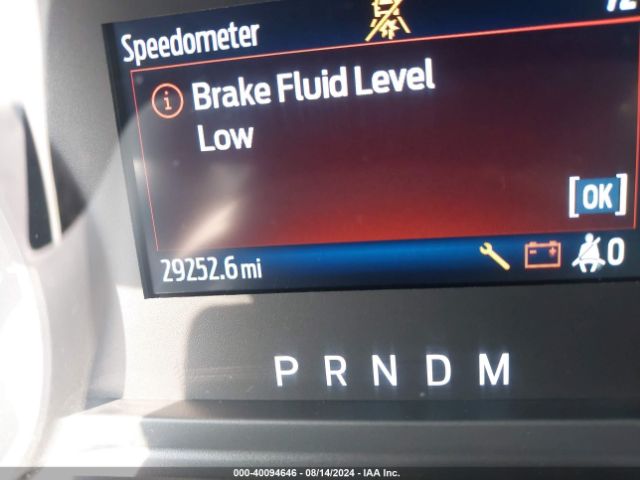 Speedometer
Brake Fluid Level
Low
[OK]
29252.6 mi
0
P R N D M
000-40094646 - 08/14/2024 - IAA Inc.